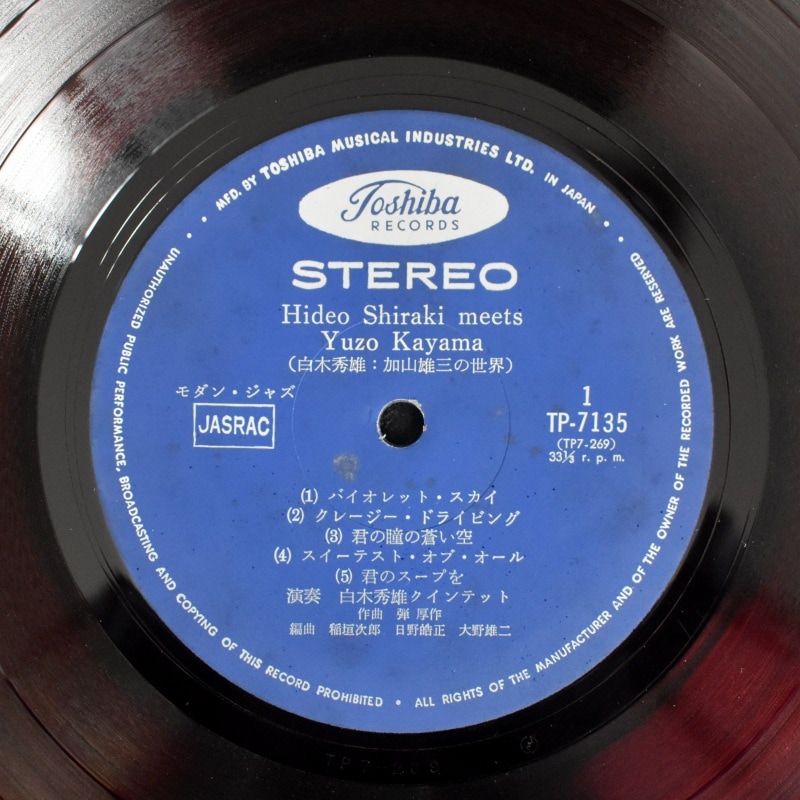 MFD. BY TOSHIBA MUSICAL INDUSTRIES LTD. IN JAPAN
Toshiba
RECORDS
STEREO
Hideo Shiraki meets
Yuzo Kayama
(白木秀雄：加山雄三の世界)
モダン・ジャズ
JASRAC
1
TP-7135
(TP7-269)
33⅓ r. p. m.
(1) バイオレット・スカイ
(2) クレージー・ドライビング
(3) 君の瞳の蒼い空
(4) スイーテスト・オブ・オール
(5) 君のスープを
演奏 白木秀雄クインテット
作曲 弾 厚作
編曲 稲垣次郎 日野皓正 大野雄二
UNAUTHORIZED PUBLIC PERFORMANCE, BROADCASTING AND COPYING OF THIS RECORD PROHIBITED • ALL RIGHTS OF THE MANUFACTURER AND OF THE OWNER OF THE RECORDED WORK ARE RESERVED
TP7-269